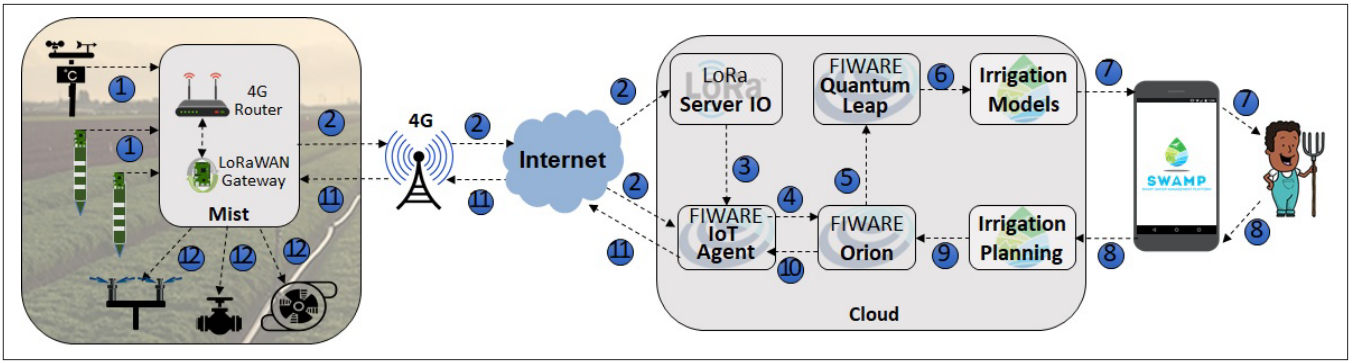 °C
1
1
4G
Router
LoRaWAN
Gateway
Mist
12
12
12
2
11
4G
2
11
Internet
2
2
11
LoRa
Server IO
3
FIWARE
IoT
Agent
4
10
FIWARE
Quantum
Leap
5
FIWARE
Orion
6
9
Irrigation
Models
Irrigation
Planning
Cloud
7
8
SWAMP
7
8